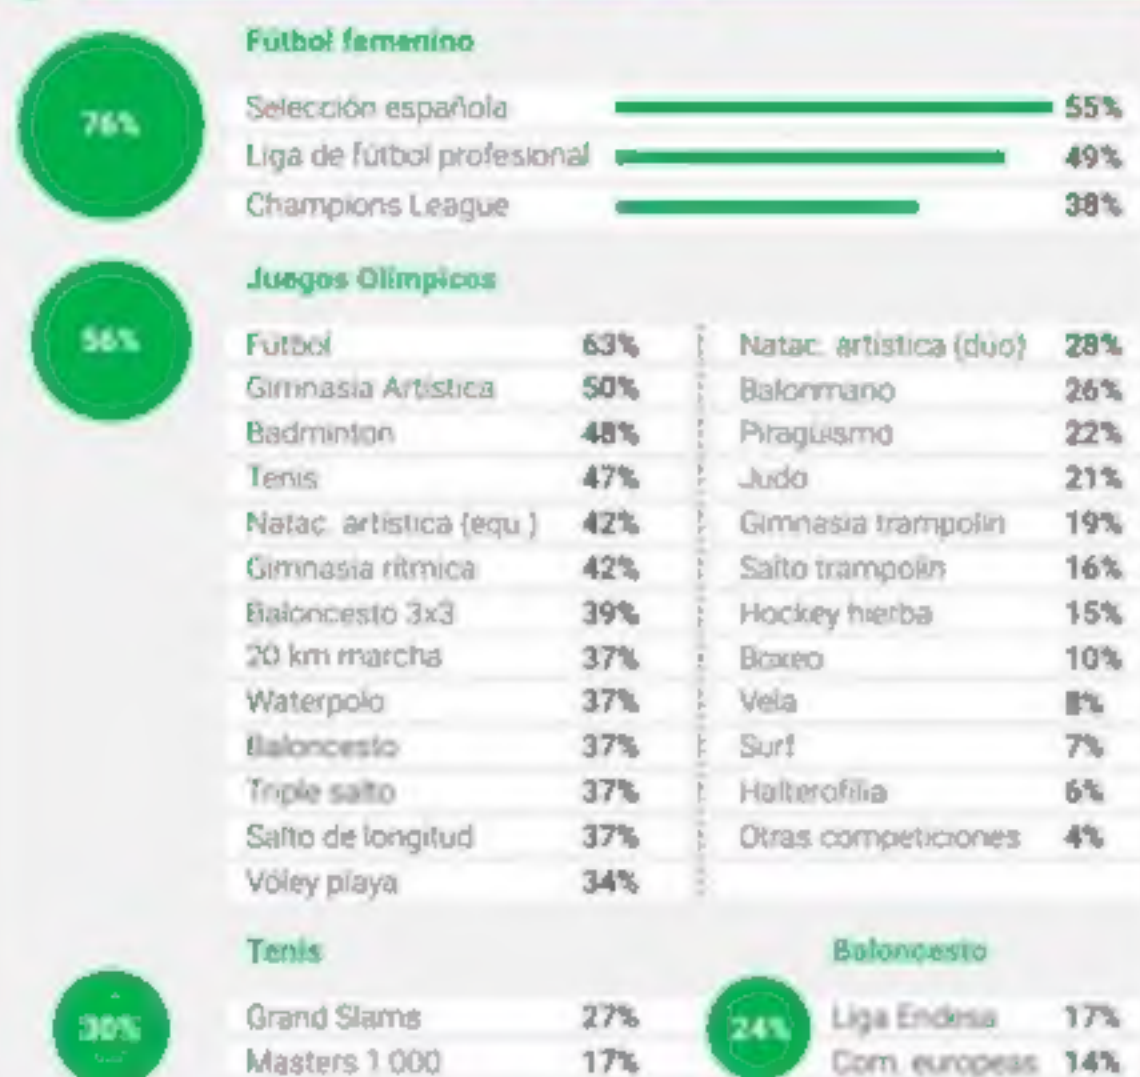 76%
Fútbol femenino
Selección española 55%
Liga de fútbol profesional 49%
Champions League 38%
56%
Juegos Olímpicos
Fútbol 63%
Gimnasia Artística 50%
Badminton 48%
Tenis 47%
Natac. artística (equ.) 42%
Gimnasia rítmica 42%
Baloncesto 3x3 39%
20 km marcha 37%
Waterpolo 37%
Baloncesto 37%
Triple salto 37%
Salto de longitud 37%
Vóley playa 34%
Natac. artística (dúo) 28%
Balonmano 26%
Piragüismo 22%
Judo 21%
Gimnasia trampolín 19%
Salto trampolín 16%
Hockey hierba 15%
Boxeo 10%
Vela 8%
Surf 7%
Halterofilia 6%
Otras competiciones 4%
30%
Tenis
Grand Slams 27%
Masters 1.000 17%
24%
Baloncesto
Liga Endesa 17%
Com. europeas 14%